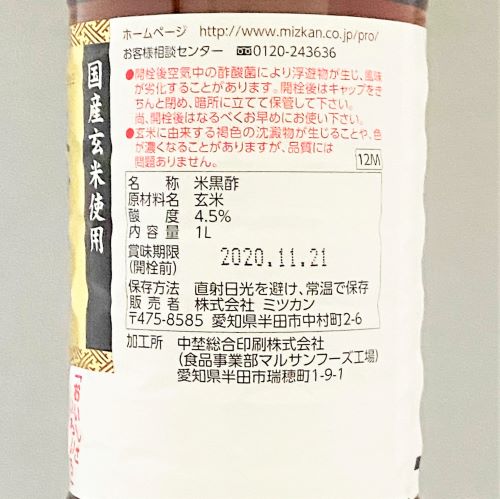 ホームページ http://www.mizkan.co.jp/pro/
お客様相談センター 0120-243636
●開栓後空気中の酢酸菌により浮遊物が生じ、風味
が劣化することがあります。開栓後はキャップをき
ちんと閉め、暗所に立てて保管して下さい。
尚、開栓後はなるべくお早めにお使い下さい。
●玄米に由来する褐色の沈澱物が生じることや、色
が濃くなることがありますが、品質には
問題ありません。
12M
国産玄米使用
名称 米黒酢
原材料名 玄米
酸度 4.5%
内容量 1L
賞味期限
(開栓前)
2020.11.21
保存方法 直射日光を避け、常温で保存
販売者 株式会社 ミツカン
〒475-8585 愛知県半田市中村町2-6
加工所 中埜総合印刷株式会社
(食品事業部マルサンフーズ工場)
愛知県半田市瑞穂町1-9-1